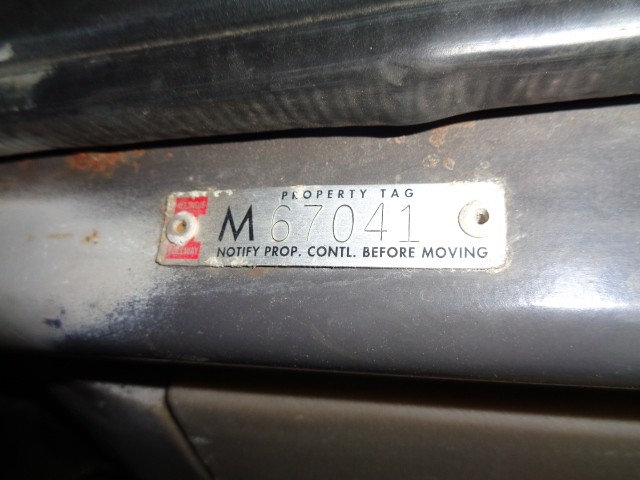 PROPERTY TAG
M 67041
NOTIFY PROP. CONTL. BEFORE MOVING